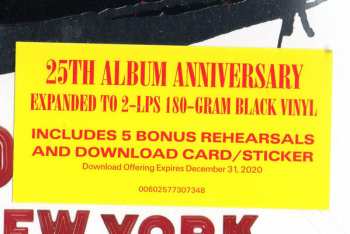 25TH ALBUM ANNIVERSARY
EXPANDED TO 2-LPS 180-GRAM BLACK VINYL
INCLUDES 5 BONUS REHEARSALS
AND DOWNLOAD CARD/STICKER
Download Offering Expires December 31, 2020
00602577307348
NEW YORK